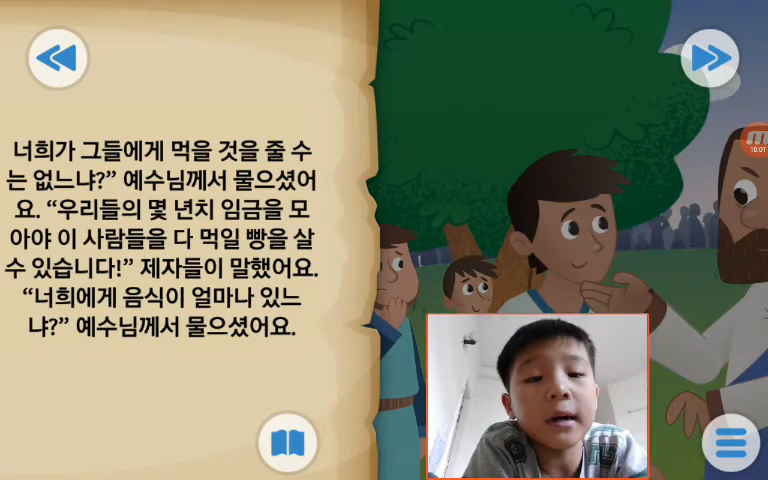 너희가 그들에게 먹을 것을 줄 수
는 없느냐?” 예수님께서 물으셨어
요. “우리들의 몇 년치 임금을 모
아야 이 사람들을 다 먹일 빵을 살
수 있습니다!” 제자들이 말했어요.
“너희에게 음식이 얼마나 있느
냐?” 예수님께서 물으셨어요.
10:01